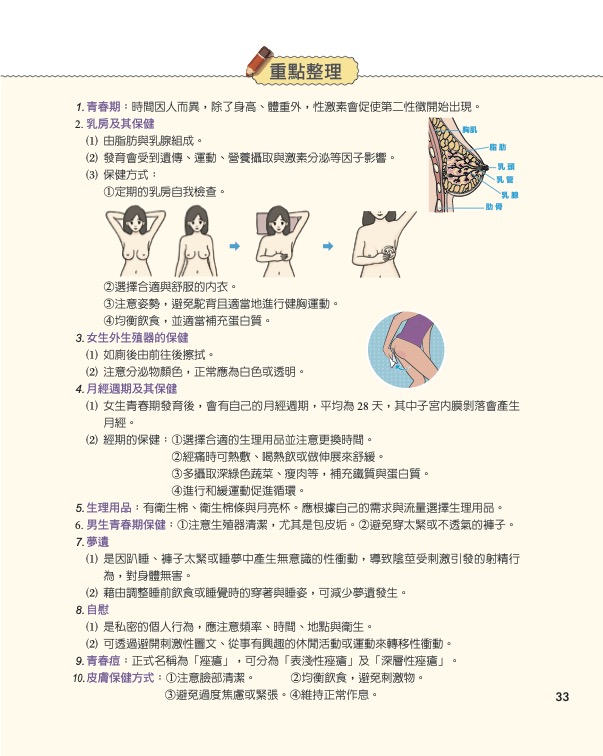 重點整理
1. 青春期：時間因人而異，除了身高、體重外，性激素會促使第二性徵開始出現。
2. 乳房及其保健
⑴ 由脂肪與乳腺組成。
⑵ 發育會受到遺傳、運動、營養攝取與激素分泌等因子影響。
⑶ 保健方式：
①定期的乳房自我檢查。
胸肌
脂肪
乳頭
乳管
乳腺
肋骨
②選擇合適與舒服的內衣。
③注意姿勢，避免駝背且適當地進行健胸運動。
④均衡飲食，並適當補充蛋白質。
3. 女生外生殖器的保健
⑴ 如廁後由前往後擦拭。
⑵ 注意分泌物顏色，正常應為白色或透明。
4. 月經週期及其保健
⑴ 女生青春期發育後，會有自己的月經週期，平均為 28 天，其中子宮內膜剝落會產生
月經。
⑵ 經期的保健：①選擇合適的生理用品並注意更換時間。
②經痛時可熱敷、喝熱飲或做伸展來舒緩。
③多攝取深綠色蔬菜、瘦肉等，補充鐵質與蛋白質。
④進行和緩運動促進循環。
5. 生理用品：有衛生棉、衛生棉條與月亮杯。應根據自己的需求與流量選擇生理用品。
6. 男生青春期保健：①注意生殖器清潔，尤其是包皮垢。②避免穿太緊或不透氣的褲子。
7. 夢遺
⑴ 是因趴睡、褲子太緊或睡夢中產生無意識的性衝動，導致陰莖受刺激引發的射精行
為，對身體無害。
⑵ 藉由調整睡前飲食或睡覺時的穿著與睡姿，可減少夢遺發生。
8. 自慰
⑴ 是私密的個人行為，應注意頻率、時間、地點與衛生。
⑵ 可透過避開刺激性圖文、從事有興趣的休閒活動或運動來轉移性衝動。
9. 青春痘：正式名稱為「痤瘡」，可分為「表淺性痤瘡」及「深層性痤瘡」。
10. 皮膚保健方式：①注意臉部清潔。 ②均衡飲食，避免刺激物。
③避免過度焦慮或緊張。④維持正常作息。
33